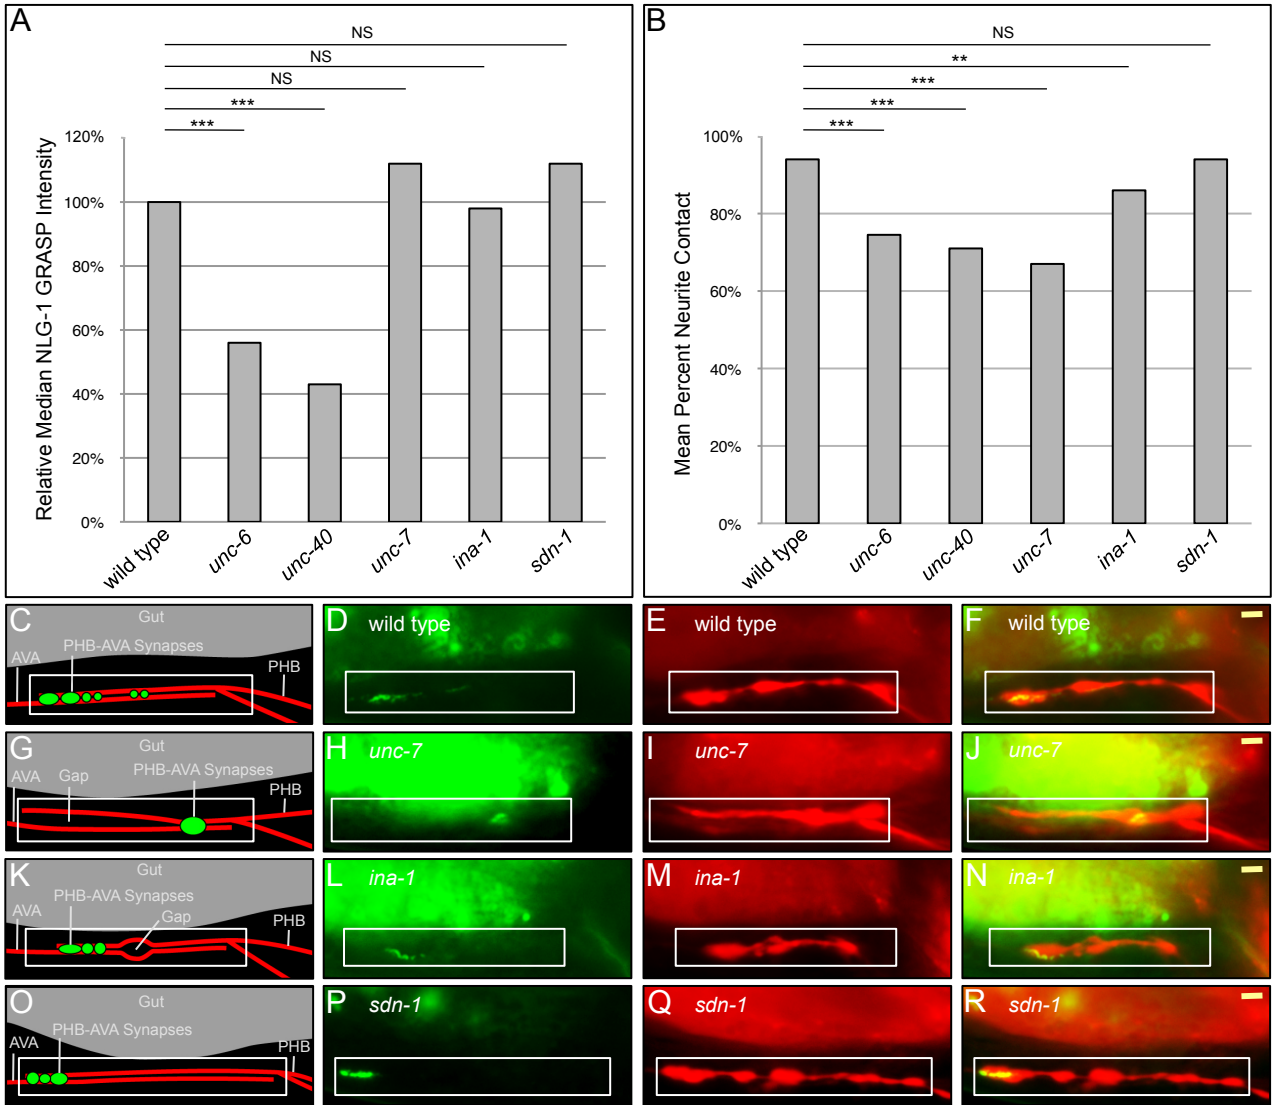 A
NS
NS
NS
***
***
Relative Median NLG-1 GRASP Intensity
120%
100%
80%
60%
40%
20%
0%
wild type
unc-6
unc-40
unc-7
ina-1
sdn-1
B
NS
**
***
***
***
Mean Percent Neurite Contact
100%
80%
60%
40%
20%
0%
wild type
unc-6
unc-40
unc-7
ina-1
sdn-1
C
Gut
PHB-AVA Synapses
AVA
PHB
D wild type
E wild type
F wild type
G
Gut
AVA Gap PHB-AVA Synapses
PHB
H unc-7
I unc-7
J unc-7
K
Gut
PHB-AVA Synapses
AVA
Gap
PHB
L ina-1
M ina-1
N ina-1
O
Gut
PHB-AVA Synapses
AVA
PHB
P sdn-1
Q sdn-1
R sdn-1